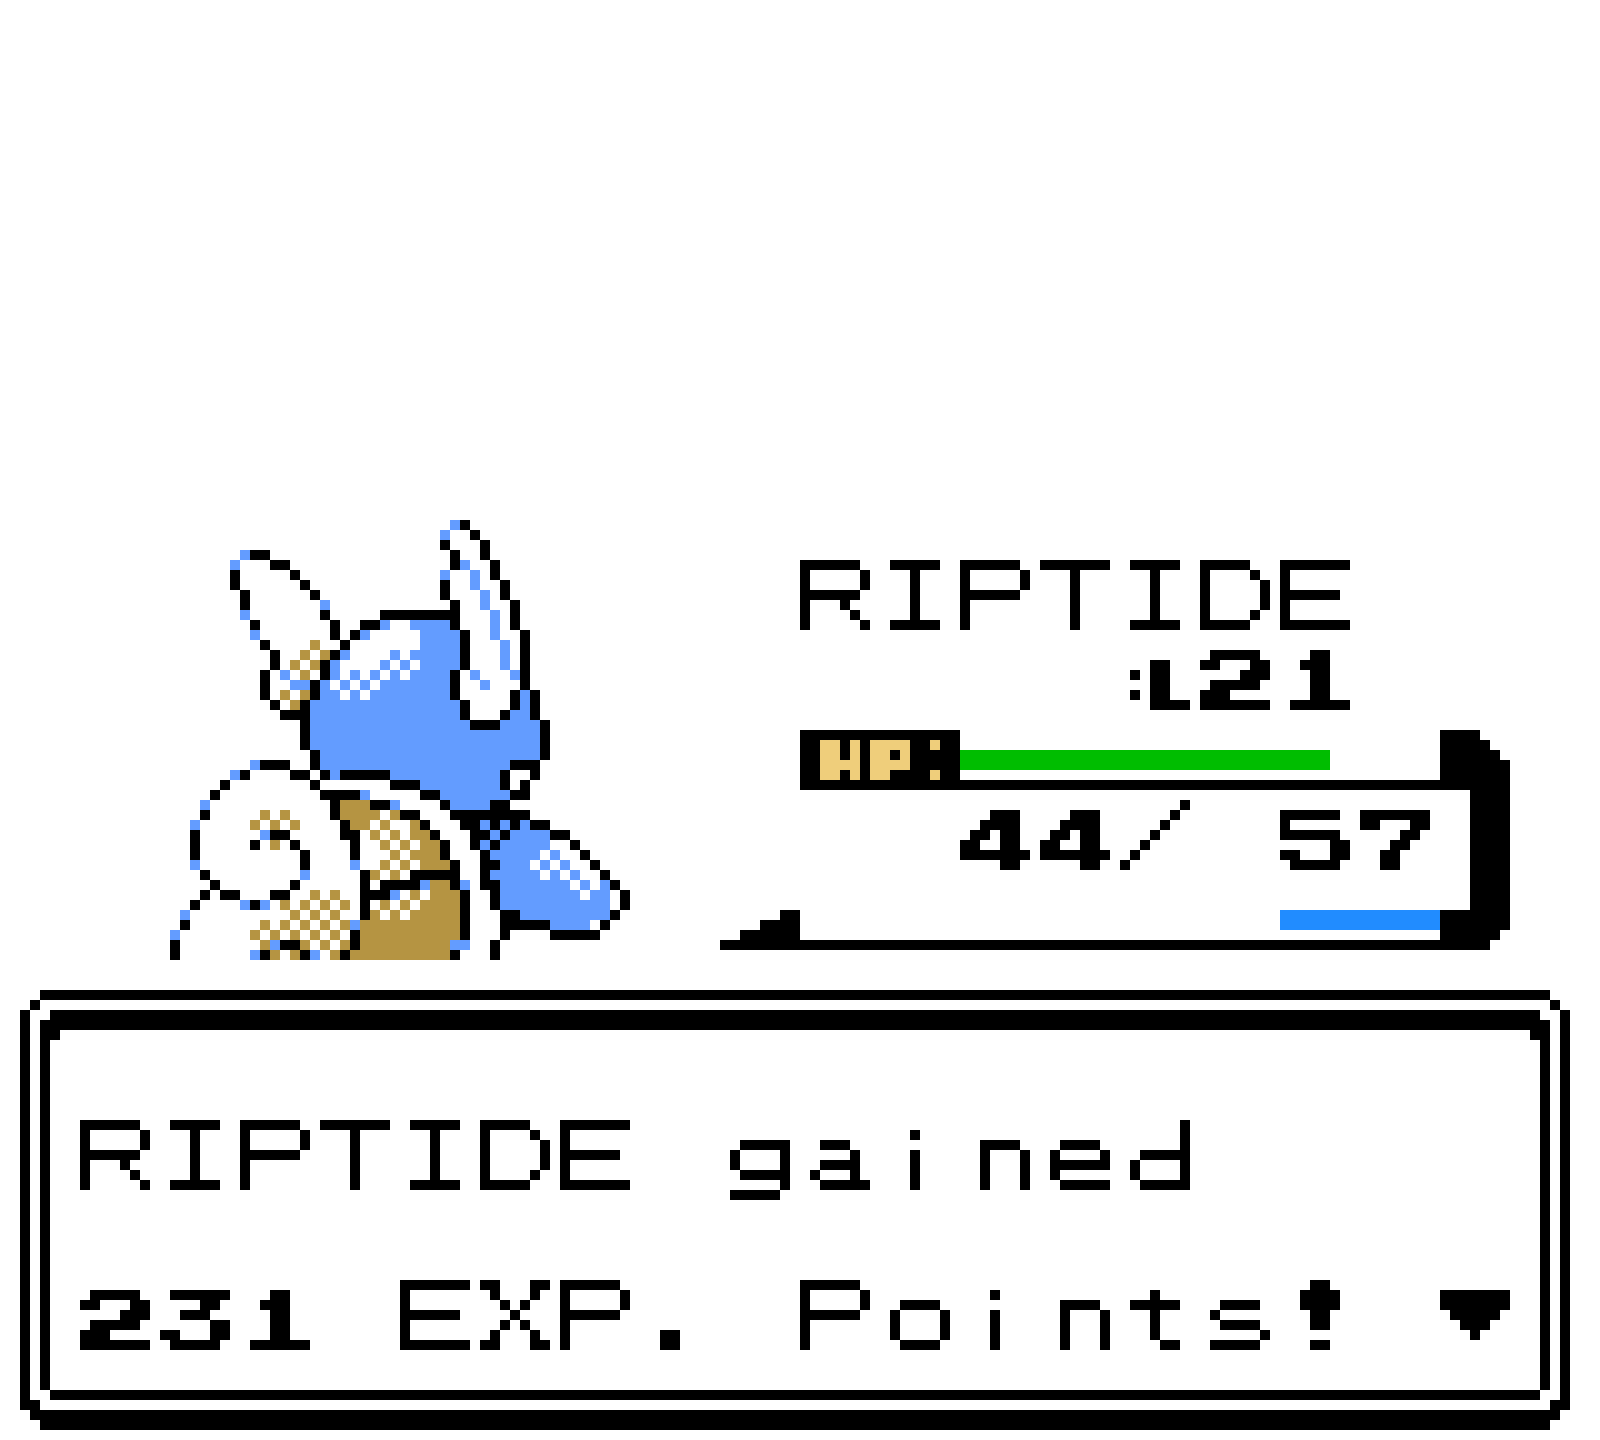 RIPTIDE
:L21
HP:
44/ 57
RIPTIDE gained
231 EXP. Points! ▼